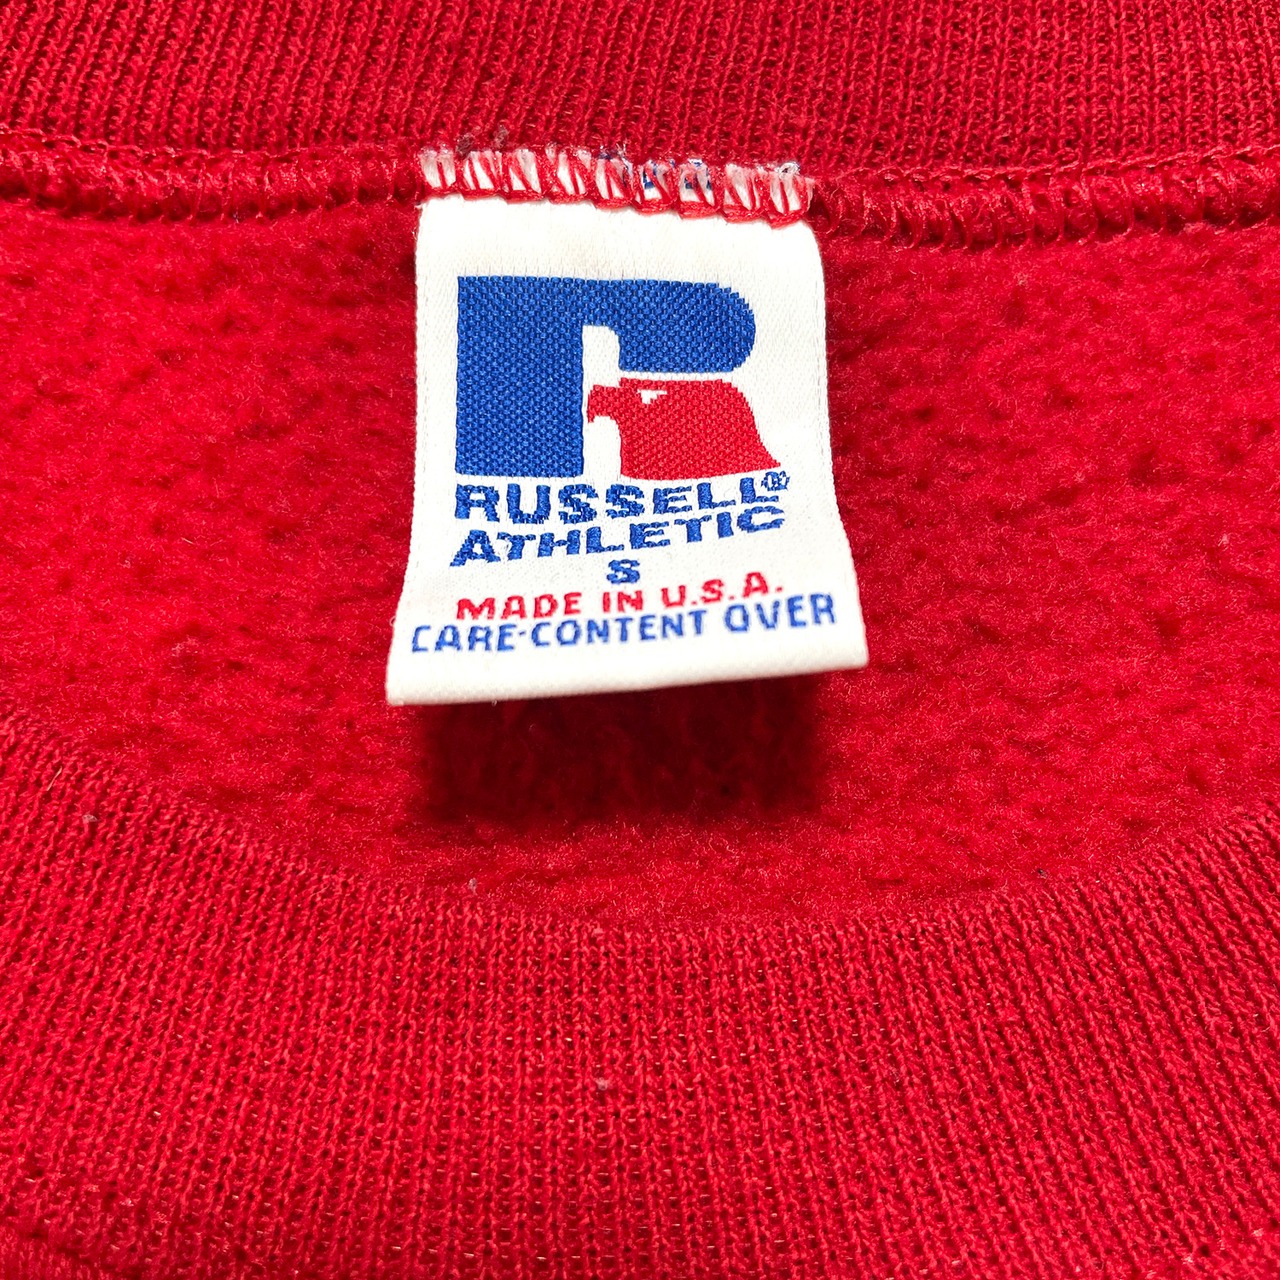 R
RUSSELL®
ATHLETIC
S
MADE IN U.S.A.
CARE-CONTENT OVER